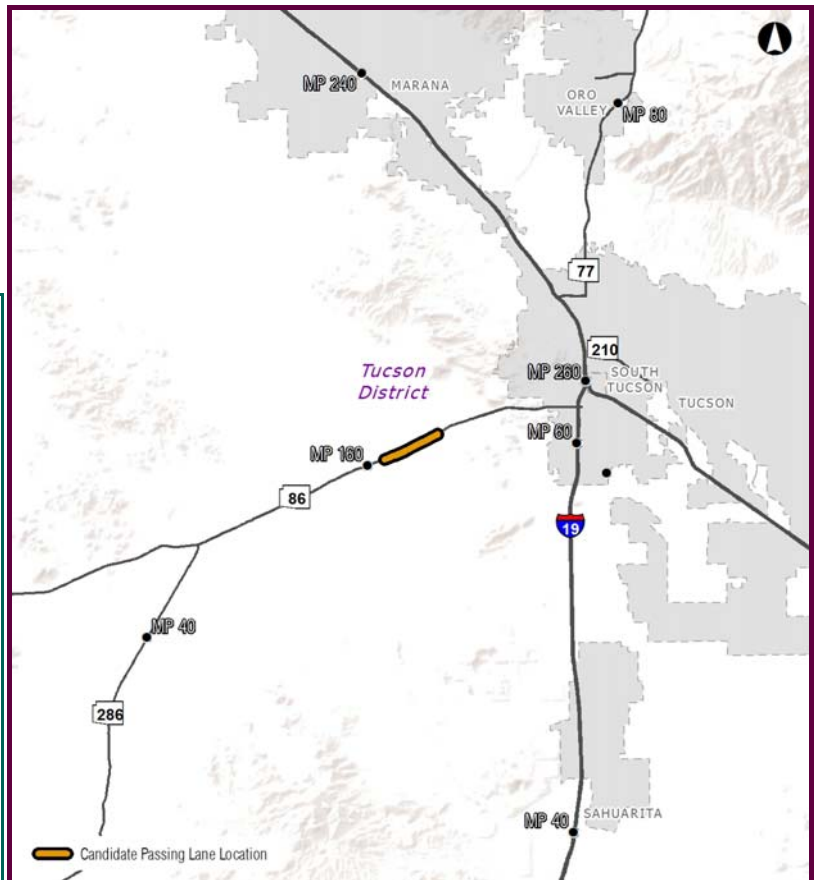 MP 240
MARANA
ORO
VALLEY
MP 80
77
210
MP 260
SOUTH
TUCSON
TUCSON
Tucson
District
MP 60
MP 160
86
19
MP 40
286
MP 40
SAHUARITA
Candidate Passing Lane Location